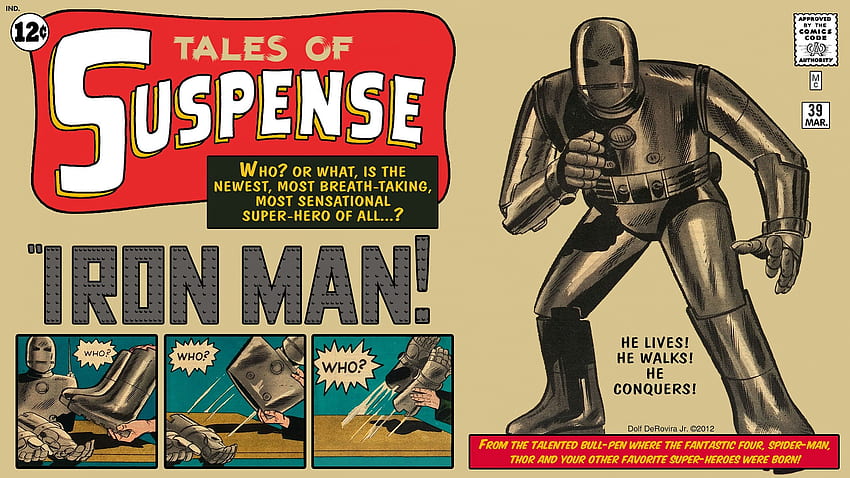 IND.
12¢
TALES OF
SUSPENSE
WHO? OR WHAT, IS THE
NEWEST, MOST BREATH-TAKING,
MOST SENSATIONAL
SUPER-HERO OF ALL...?
"IRON MAN!
WHO?
WHO?
WHO?
APPROVED
BY THE
COMICS
CODE
CA
AUTHORITY
M
C
39
MAR.
HE LIVES!
HE WALKS!
HE
CONQUERS!
Dolf DeRovira Jr. ©2012
FROM THE TALENTED BULL-PEN WHERE THE FANTASTIC FOUR, SPIDER-MAN,
THOR AND YOUR OTHER FAVORITE SUPER-HEROES WERE BORN!